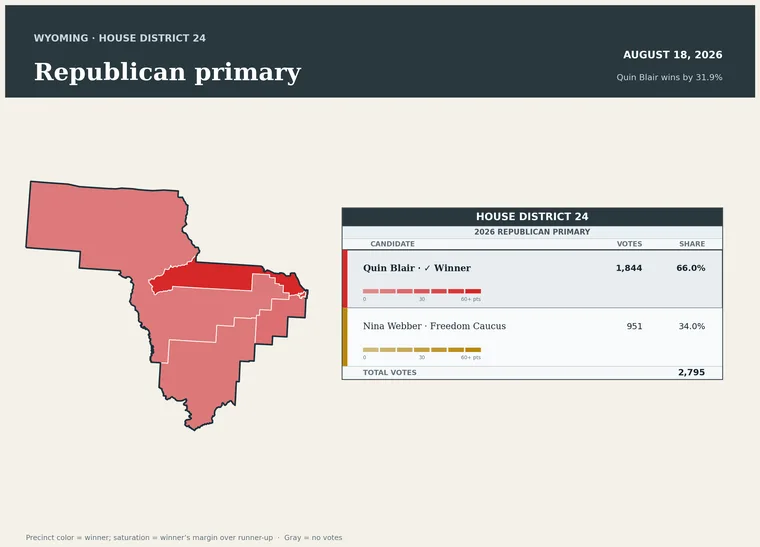 WYOMING · HOUSE DISTRICT 24
Republican primary
AUGUST 18, 2026
Quin Blair wins by 31.9%
HOUSE DISTRICT 24
2026 REPUBLICAN PRIMARY
CANDIDATE VOTES SHARE
Quin Blair · ✓ Winner 1,844 66.0%
0 30 60+ pts
Nina Webber · Freedom Caucus 951 34.0%
0 30 60+ pts
TOTAL VOTES 2,795
Precinct color = winner; saturation = winner's margin over runner-up · Gray = no votes